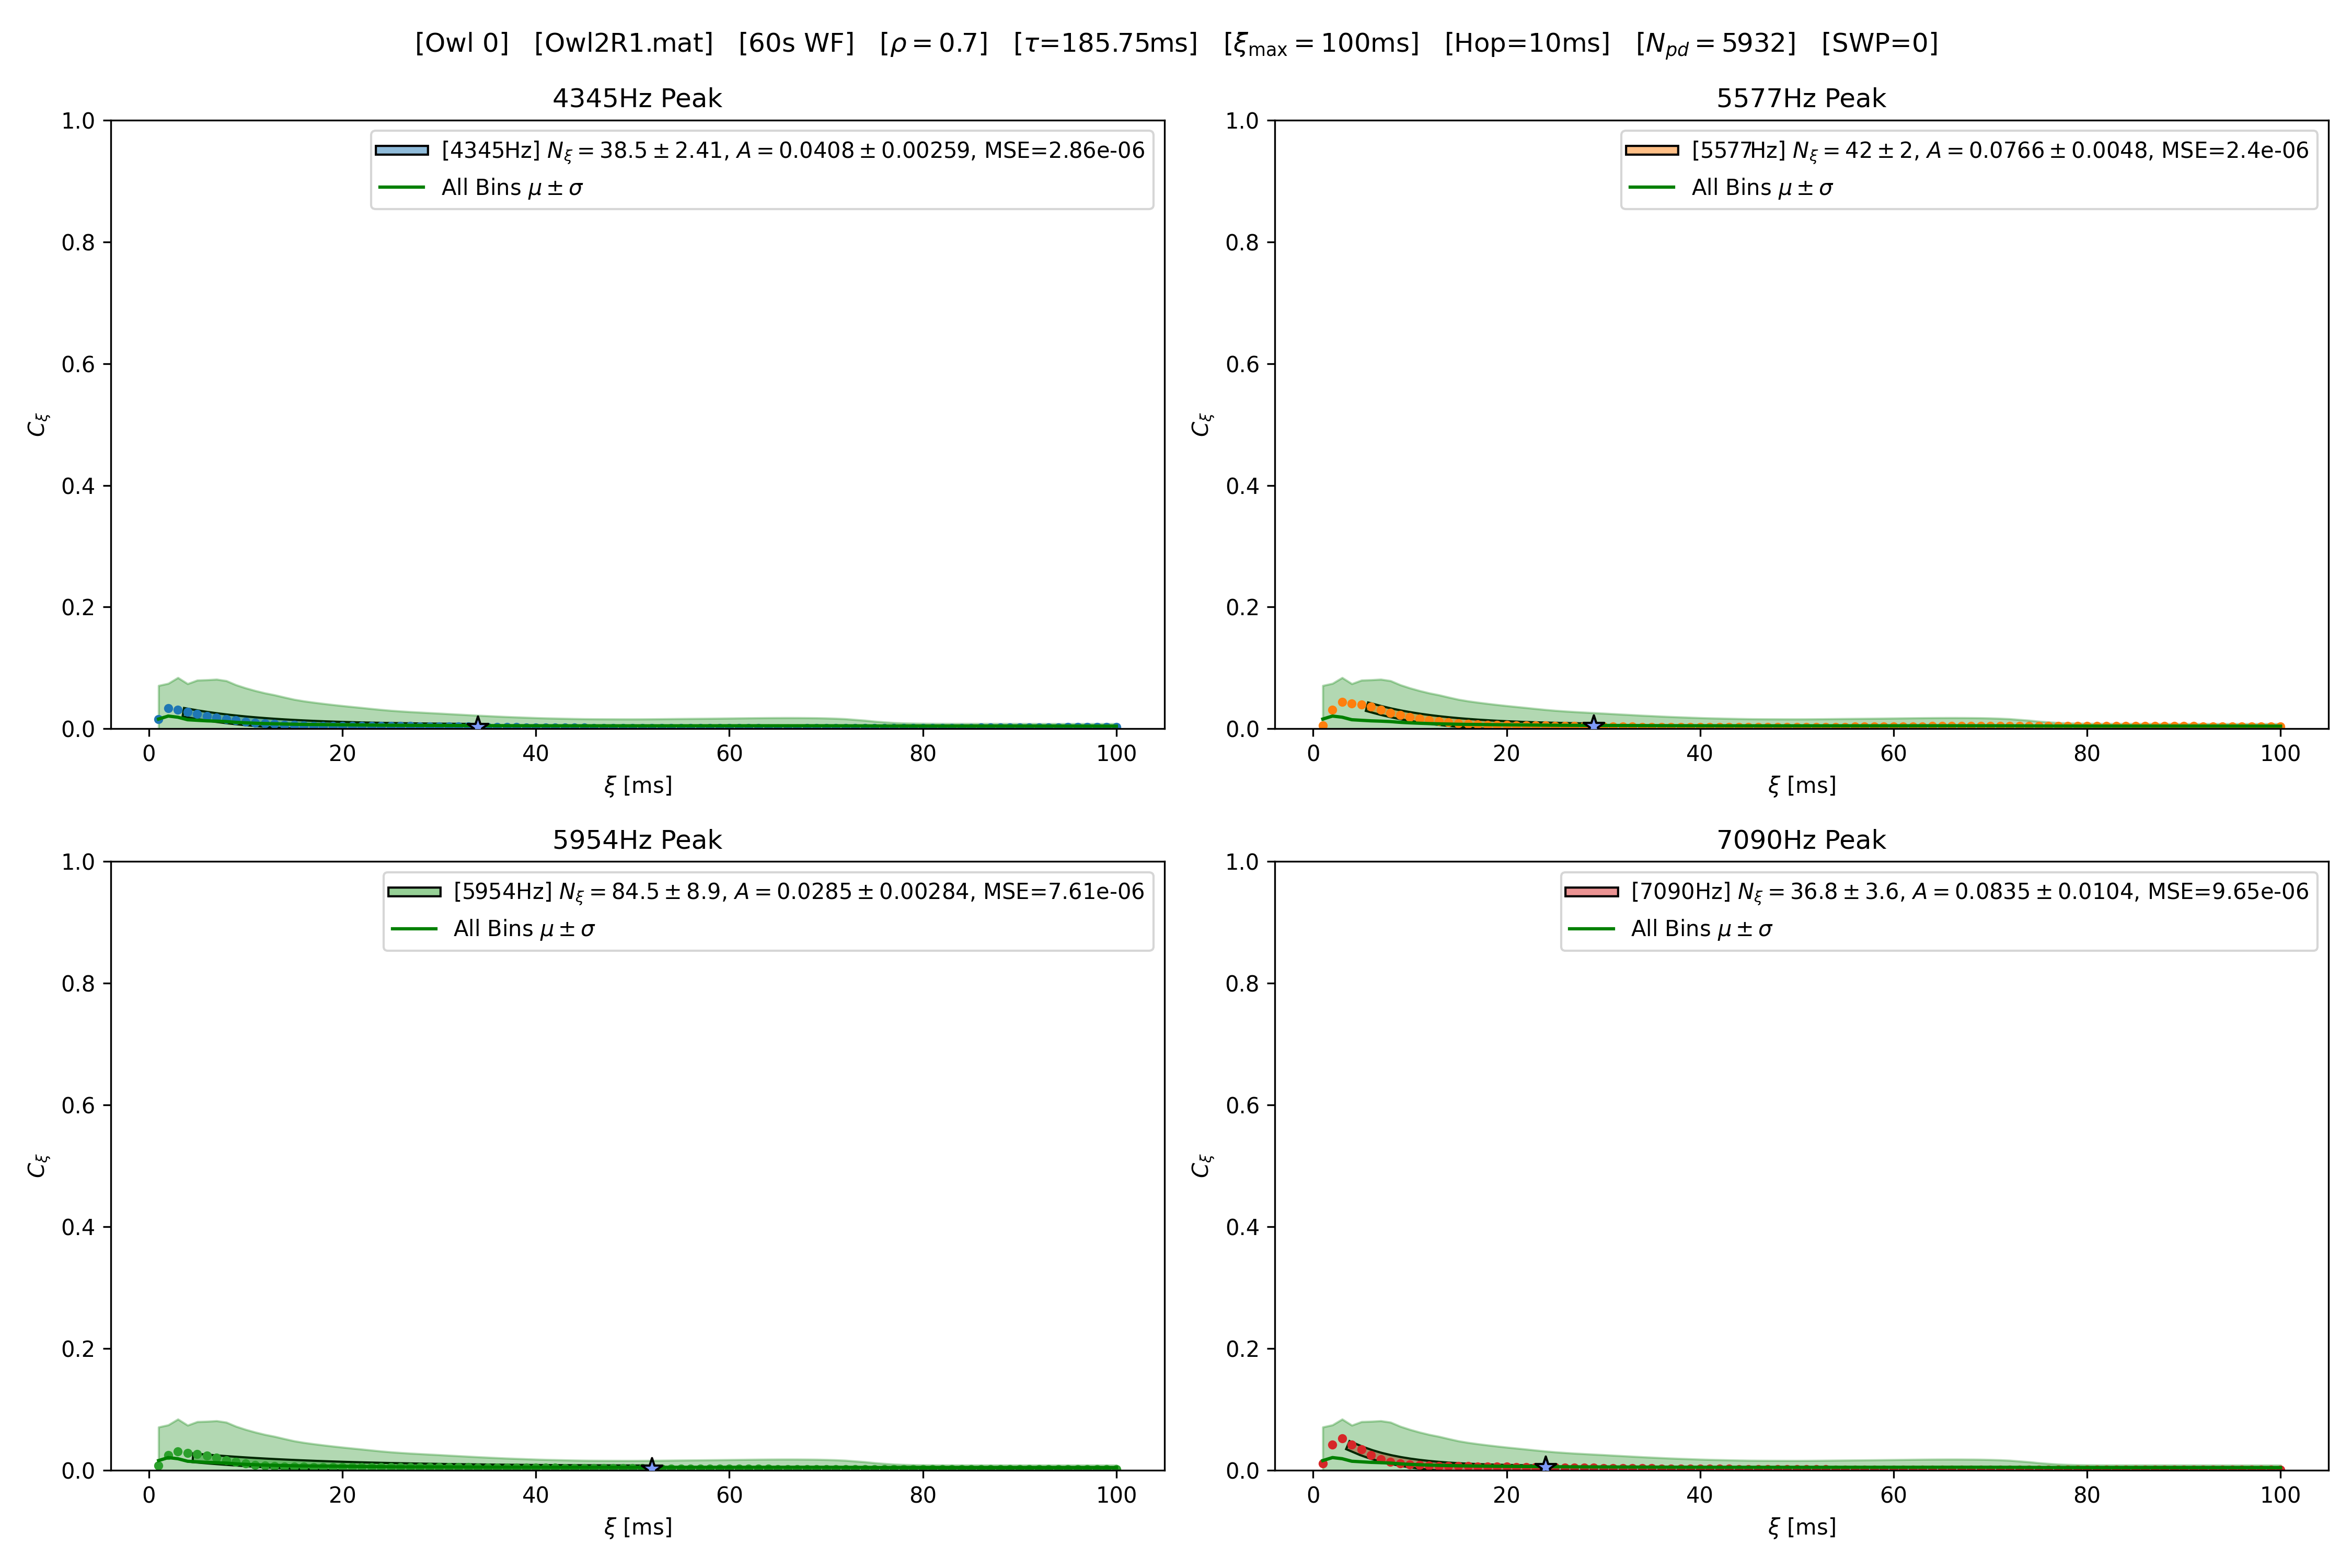 [Owl 0] [Owl2R1.mat] [60s WF] [ρ = 0.7] [τ=185.75ms] [ξmax = 100ms] [Hop=10ms] [Npd = 5932] [SWP=0]
4345Hz Peak
[4345Hz] Nξ = 38.5 ± 2.41, A = 0.0408 ± 0.00259, MSE=2.86e-06
All Bins μ ± σ
1.0
0.8
0.6
0.4
0.2
0.0
Cξ
0 20 40 60 80 100
ξ [ms]
5577Hz Peak
[5577Hz] Nξ = 42 ± 2, A = 0.0766 ± 0.0048, MSE=2.4e-06
All Bins μ ± σ
1.0
0.8
0.6
0.4
0.2
0.0
Cξ
0 20 40 60 80 100
ξ [ms]
5954Hz Peak
[5954Hz] Nξ = 84.5 ± 8.9, A = 0.0285 ± 0.00284, MSE=7.61e-06
All Bins μ ± σ
1.0
0.8
0.6
0.4
0.2
0.0
Cξ
0 20 40 60 80 100
ξ [ms]
7090Hz Peak
[7090Hz] Nξ = 36.8 ± 3.6, A = 0.0835 ± 0.0104, MSE=9.65e-06
All Bins μ ± σ
1.0
0.8
0.6
0.4
0.2
0.0
Cξ
0 20 40 60 80 100
ξ [ms]